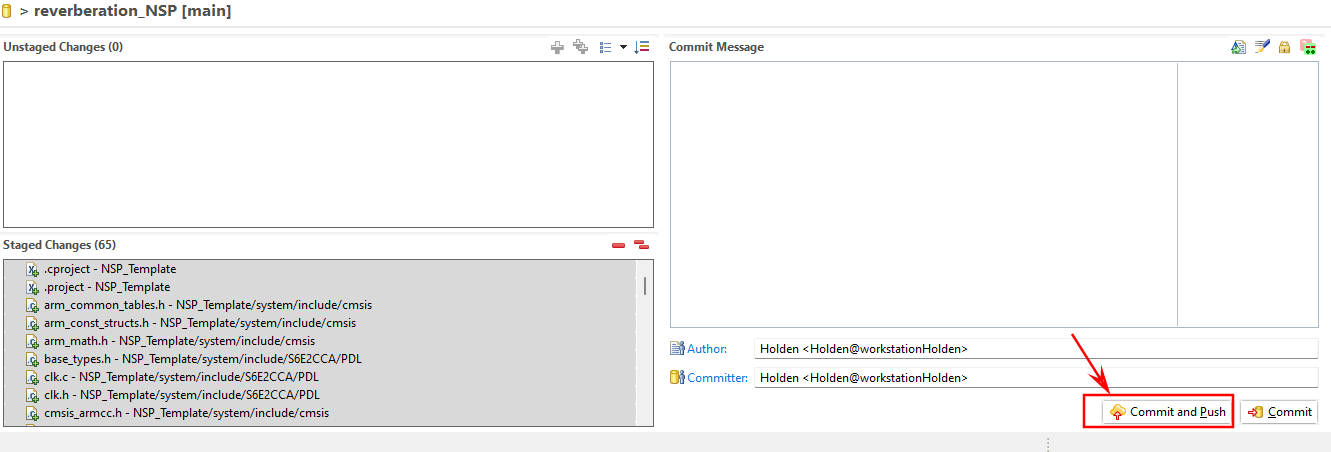 > reverberation_NSP [main]
Unstaged Changes (0)
Staged Changes (65)
.cproject - NSP_Template
.project - NSP_Template
arm_common_tables.h - NSP_Template/system/include/cmsis
arm_const_structs.h - NSP_Template/system/include/cmsis
arm_math.h - NSP_Template/system/include/cmsis
base_types.h - NSP_Template/system/include/S6E2CCA/PDL
clk.c - NSP_Template/system/include/S6E2CCA/PDL
clk.h - NSP_Template/system/include/S6E2CCA/PDL
cmsis_armcc.h - NSP_Template/system/include/cmsis
Commit Message
Author: Holden <Holden@workstationHolden>
Committer: Holden <Holden@workstationHolden>
Commit and Push Commit